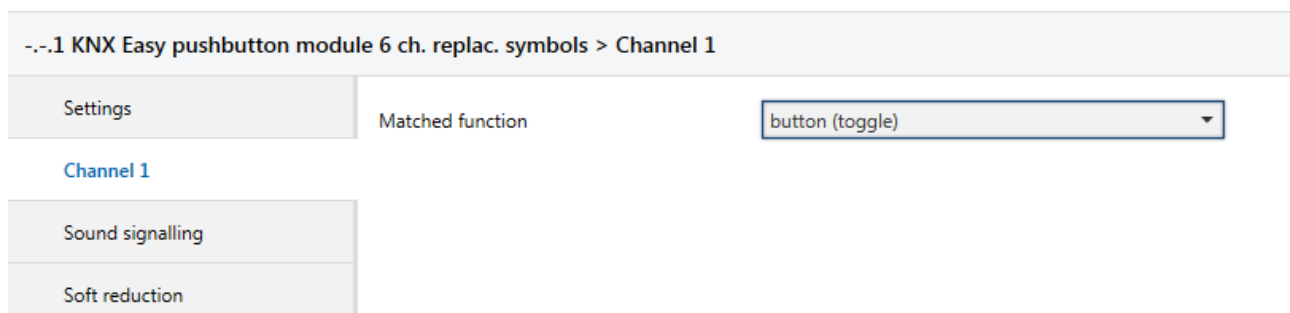 -.-.1 KNX Easy pushbutton module 6 ch. replac. symbols > Channel 1
Settings
Matched function
button (toggle)
Channel 1
Sound signalling
Soft reduction